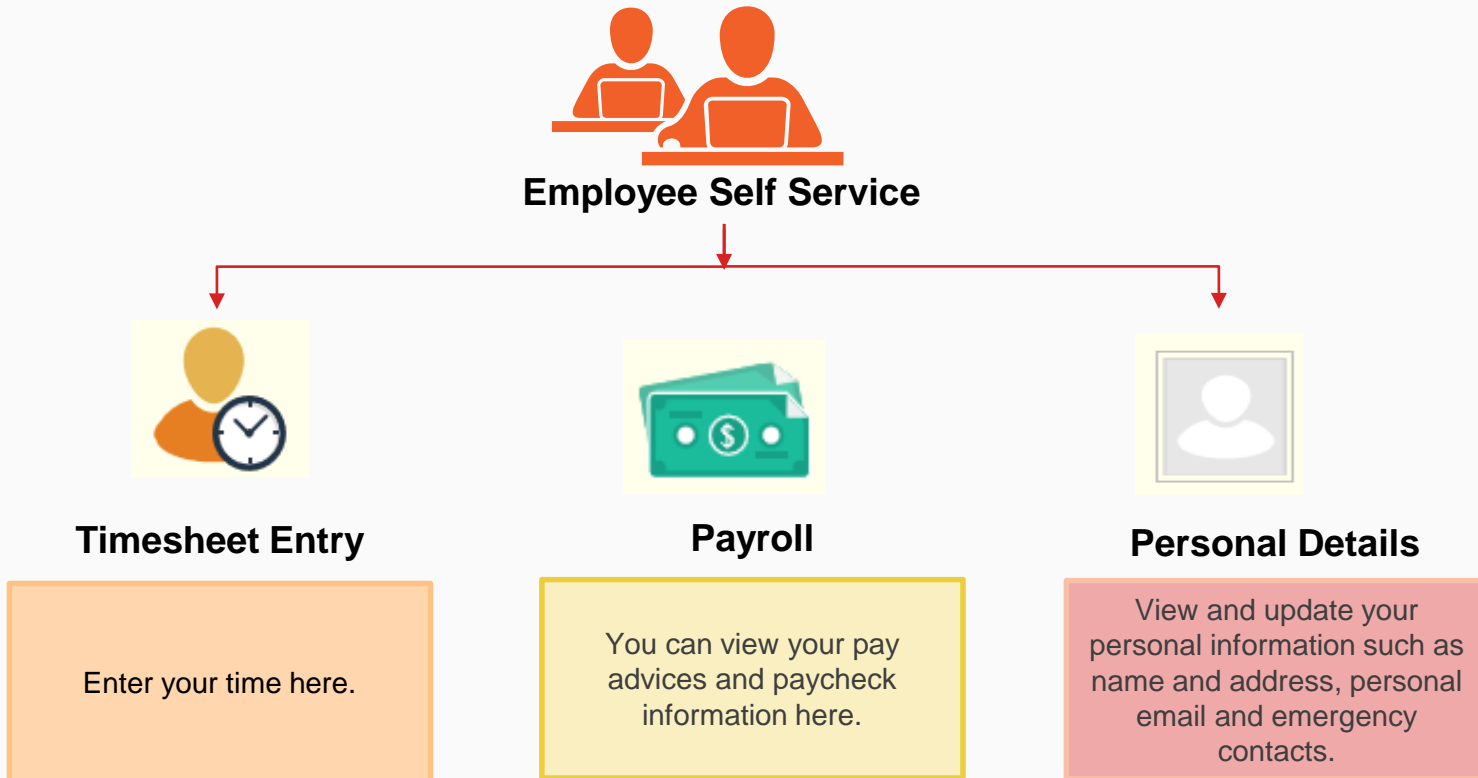 Employee Self Service
Timesheet Entry
Enter your time here.
Payroll
You can view your pay
advices and paycheck
information here.
Personal Details
View and update your
personal information such as
name and address, personal
email and emergency
contacts.